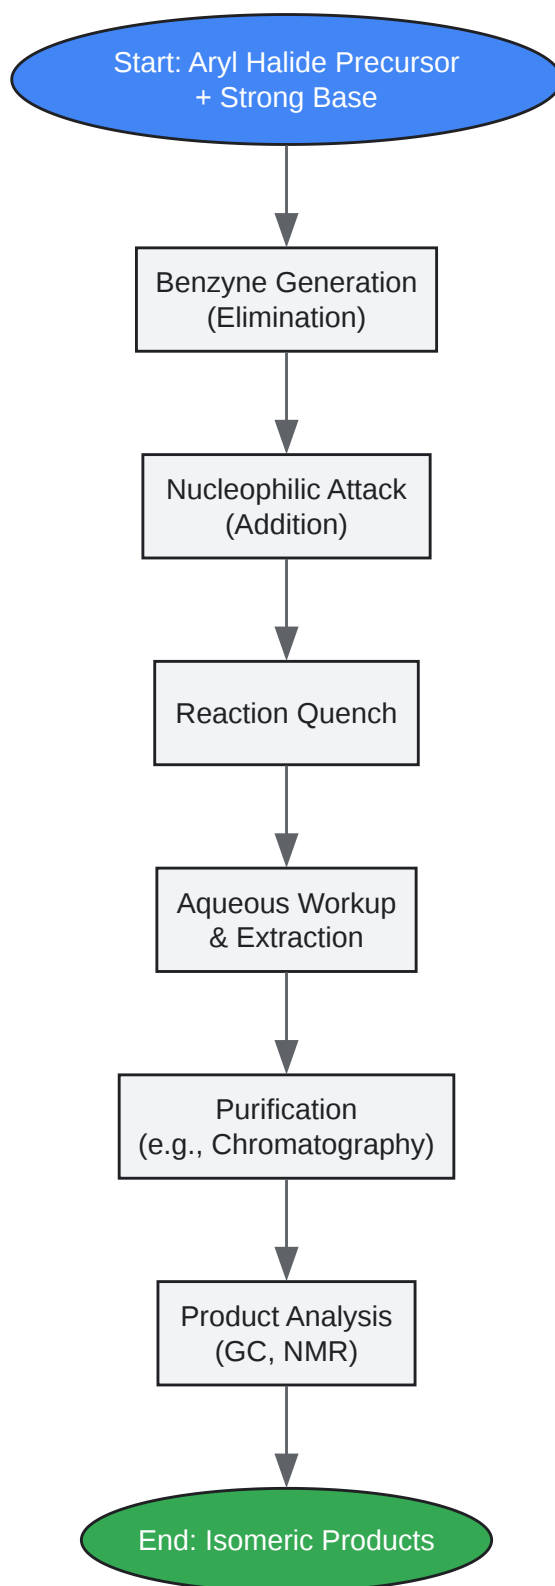 Start: Aryl Halide Precursor
+ Strong Base
Benzyne Generation
(Elimination)
Nucleophilic Attack
(Addition)
Reaction Quench
Aqueous Workup
& Extraction
Purification
(e.g., Chromatography)
Product Analysis
(GC, NMR)
End: Isomeric Products